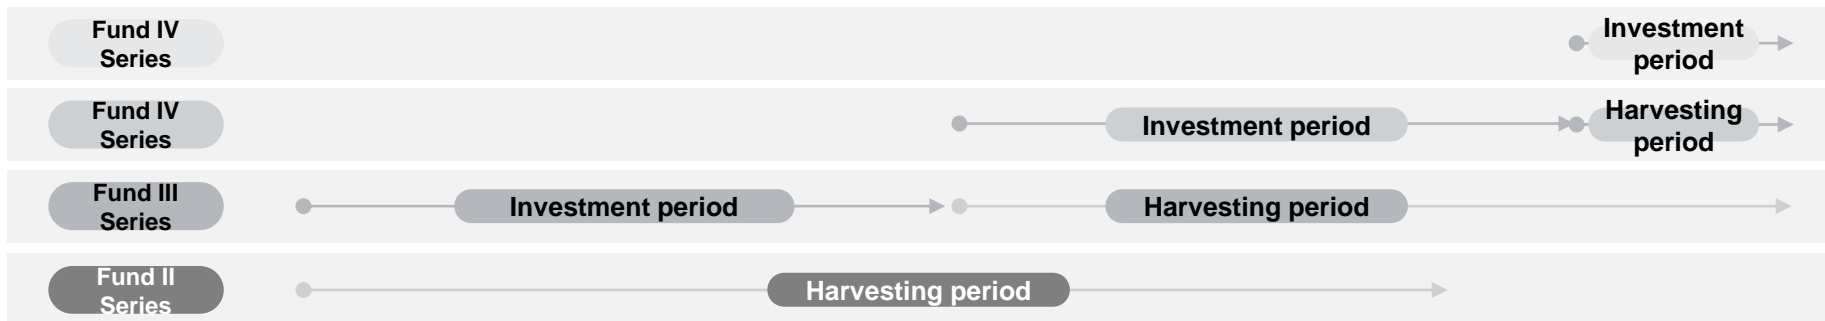 Fund IV
Series
Investment
period
Fund IV
Series
Investment period
Harvesting
period
Fund III
Series
Investment period
Harvesting period
Fund II
Series
Harvesting period